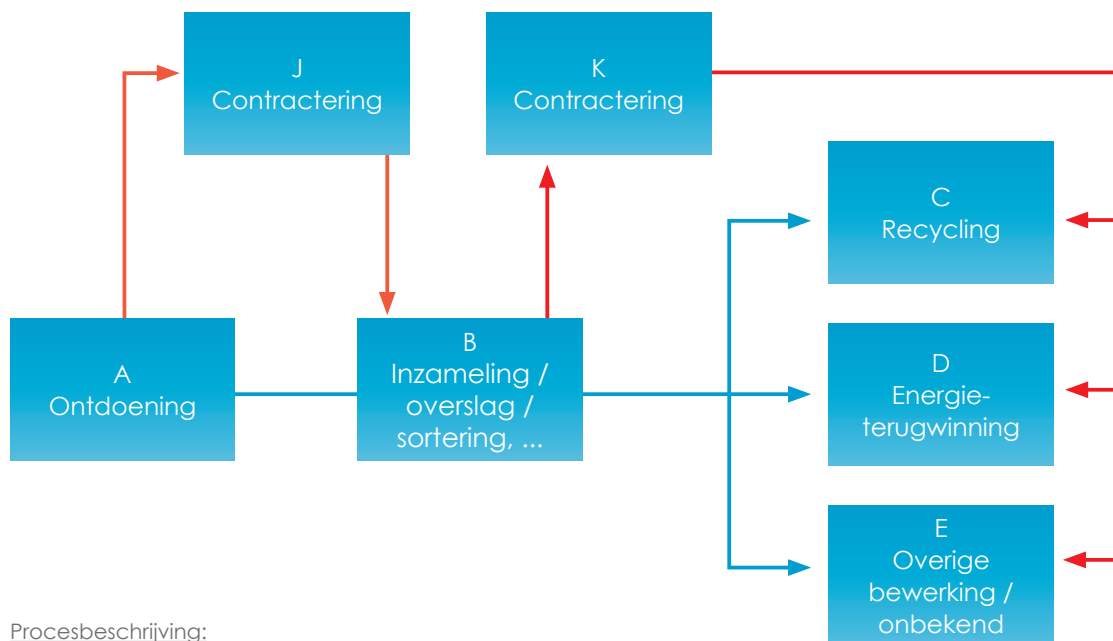 J
Contractering
K
Contractering
C
Recycling
A
Ontdoening
B
Inzameling /
overslag /
sortering, ...
D
Energie-
terugwinning
E
Overige
bewerking /
onbekend
Procesbeschrijving: